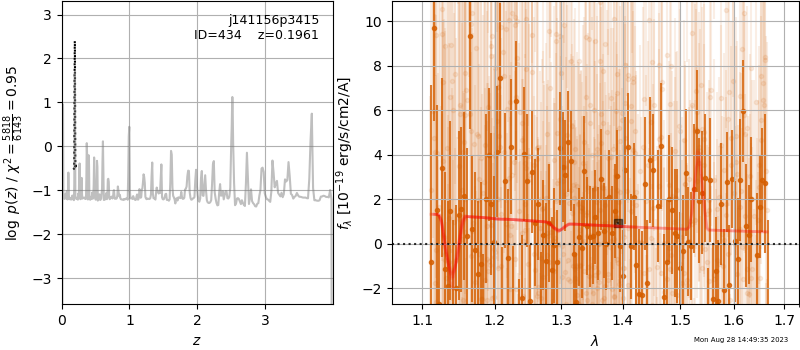 j141156p3415
ID=434 z=0.1961
log p(z) / χ² = 5818/6143 = 0.95
3
2
1
0
−1
−2
−3
0 1 2 3
z
fλ [10⁻¹⁹ erg/s/cm2/A]
10
8
6
4
2
0
−2
1.1 1.2 1.3 1.4 1.5 1.6 1.7
λ
Mon Aug 28 14:49:35 2023